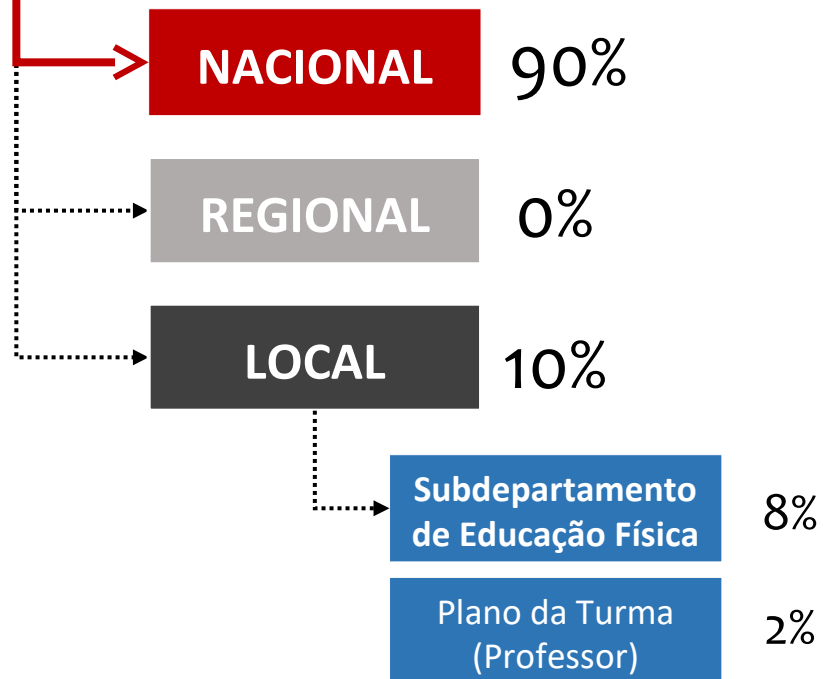 NACIONAL 90%
REGIONAL 0%
LOCAL 10%
Subdepartamento
de Educação Física 8%
Plano da Turma
(Professor) 2%